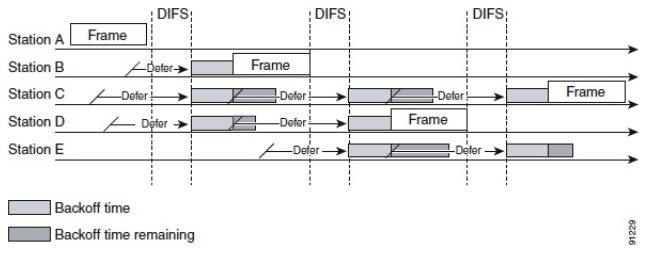 DIFS
DIFS
DIFS
Station A
Frame
Station B
Defer
Frame
Station C
Defer
Defer
Defer
Frame
Station D
Defer
Defer
Frame
Station E
Defer
Defer
Backoff time
Backoff time remaining
91229